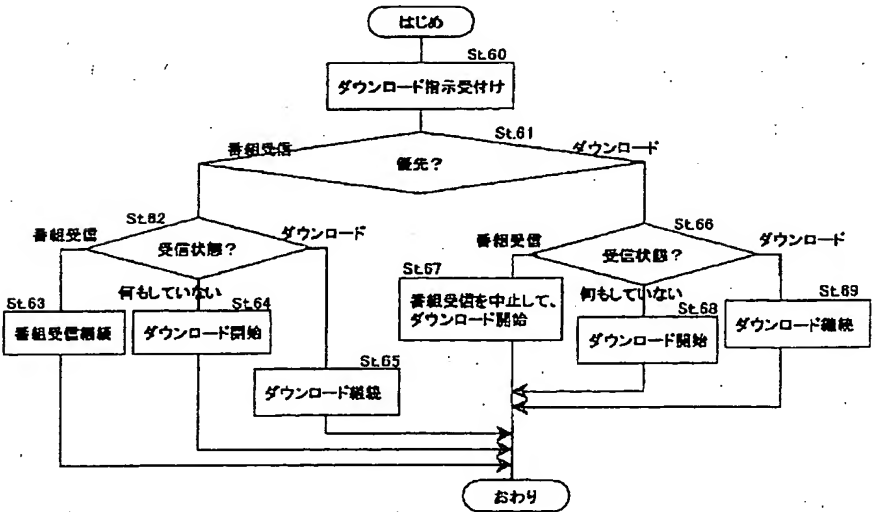 はじめ
St.60
ダウンロード指示受付け
St.61
番組受信
ダウンロード
優先?
St.62
番組受信
ダウンロード
受信状態?
何もしていない
St.63
番組受信継続
St.64
ダウンロード開始
St.65
ダウンロード継続
St.66
番組受信
ダウンロード
受信状態?
何もしていない
St.67
番組受信を中止して、
ダウンロード開始
St.68
ダウンロード開始
St.69
ダウンロード継続
おわり